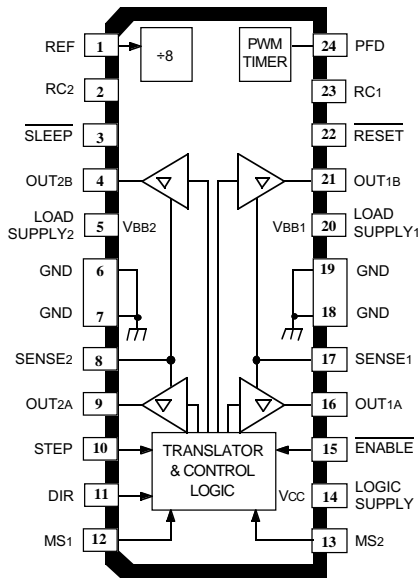 REF 1 ÷8 PWM TIMER 24 PFD
RC2 2 23 RC1
SLEEP 3 22 RESET
OUT2B 4 21 OUT1B
LOAD SUPPLY2 5 VBB2 VBB1 20 LOAD SUPPLY1
GND 6 19 GND
GND 7 18 GND
SENSE2 8 17 SENSE1
OUT2A 9 16 OUT1A
STEP 10 TRANSLATOR & CONTROL LOGIC 15 ENABLE
DIR 11 VCC 14 LOGIC SUPPLY
MS1 12 13 MS2